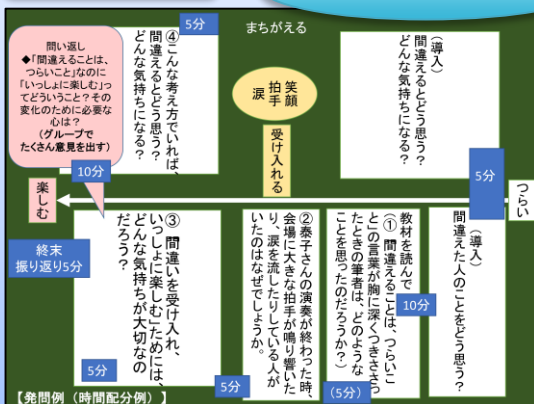 まちがえる
（導入）
間違えるとどう思う？
どんな気持ちになる？
5分
つらい
（導入）
間違えた人のことをどう思う？
教材を読んで
（① 間違えることは、つらいこ
と」の言葉が胸に深くつきささっ
たときの筆者は、どのような
ことを思ったのだろうか？）
10分
（5分）
笑顔
拍手
涙
受け入れる
②泰子さんの演奏が終わった時、
会場に大きな拍手が鳴り響いた
り、涙を流したりしている人が
いたのはなぜでしょうか。
5分
③ 間違いを受け入れ、
いっしょに楽しむ」ためには、
どんな気持ちが大切なの
だろう？
5分
④こんな考え方でいれば、
間違えるとどう思う？
どんな気持ちになる？
5分
問い返し
◆「間違えることは、
つらいこと」なのに
「いっしょに楽しむ」っ
てどういうこと？その
変化のために必要な
心は？
（グループで
たくさん意見を出す）
10分
楽しむ
終末
振り返り5分
【発問例（時間配分例）】